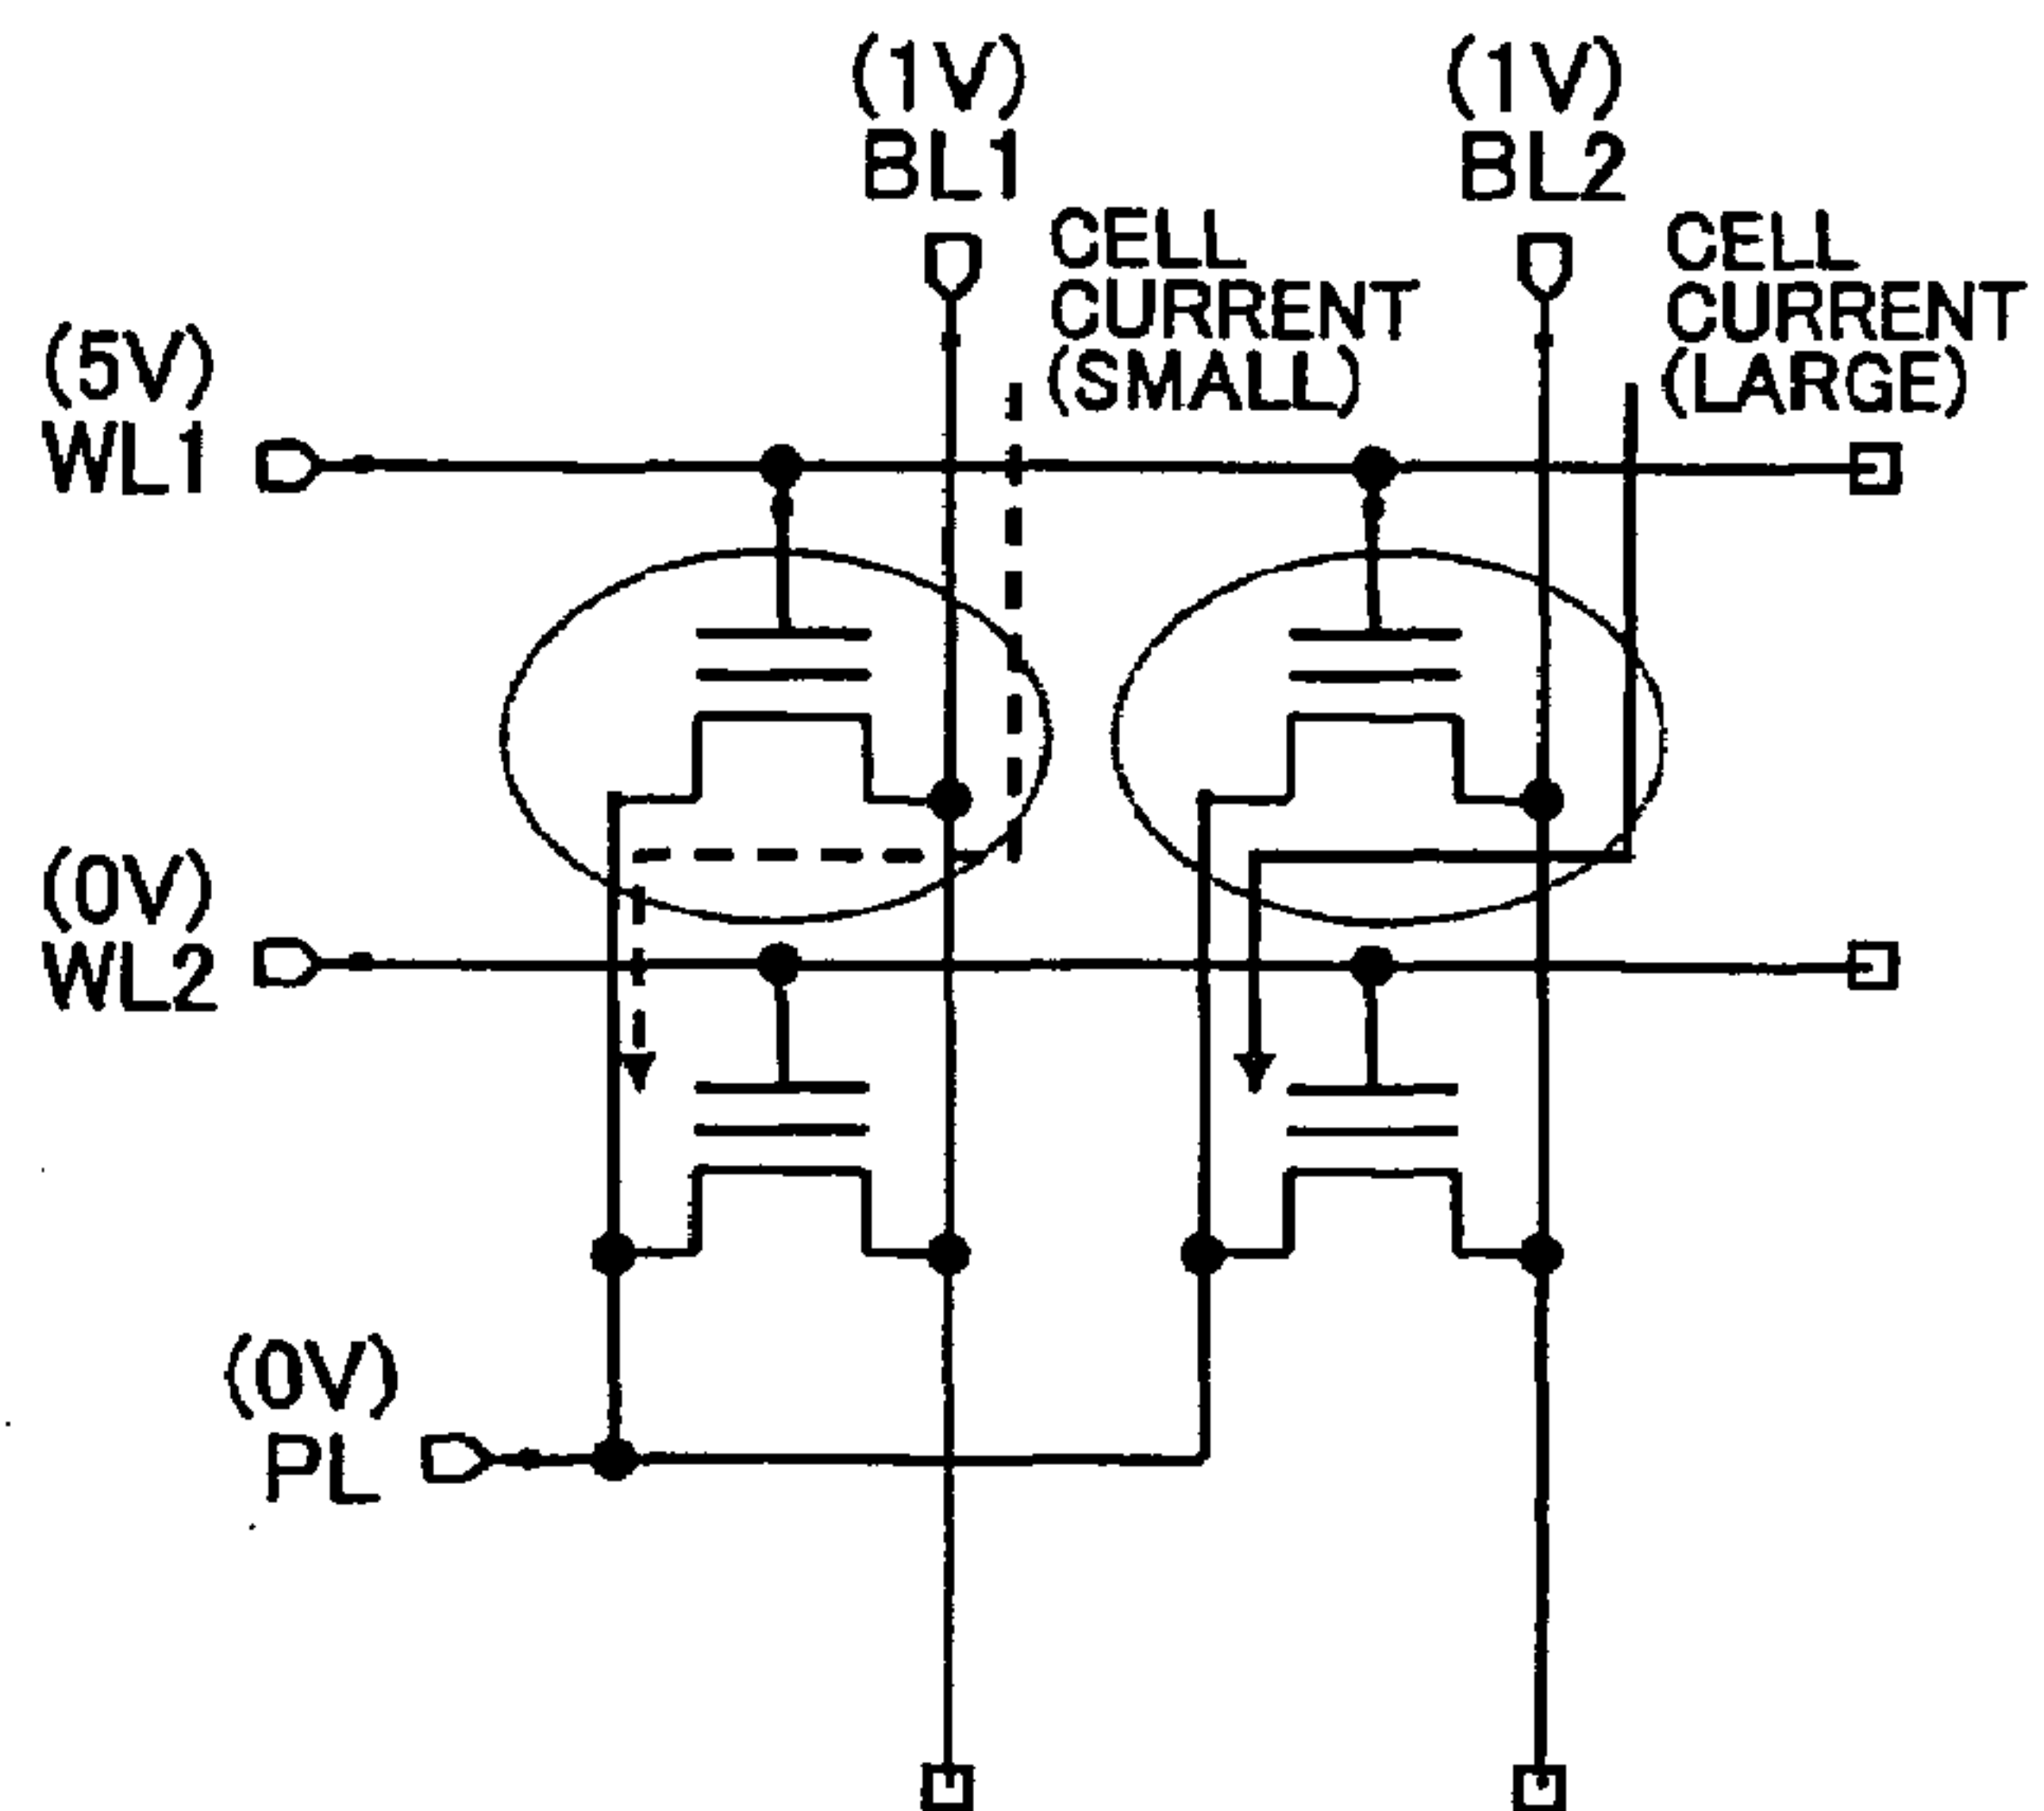 (1V)
BL1
(1V)
BL2
CELL
CURRENT
(SMALL)
CELL
CURRENT
(LARGE)
(5V)
WL1
(0V)
WL2
(0V)
PL